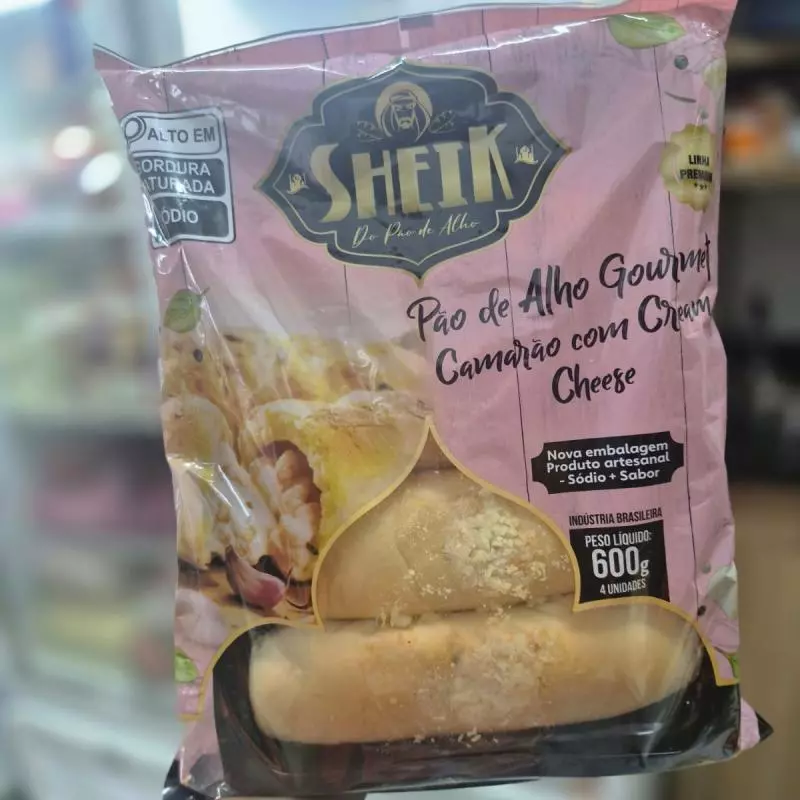 ALTO EM
GORDURA
SATURADA
SÓDIO
SHEIK
Do Pão de Alho
LINHA
PREMIUM
Pão de Alho Gourmet
Camarão com Cream
Cheese
Nova embalagem
Produto artesanal
- Sódio + Sabor
INDÚSTRIA BRASILEIRA
PESO LÍQUIDO:
600g
4 UNIDADES